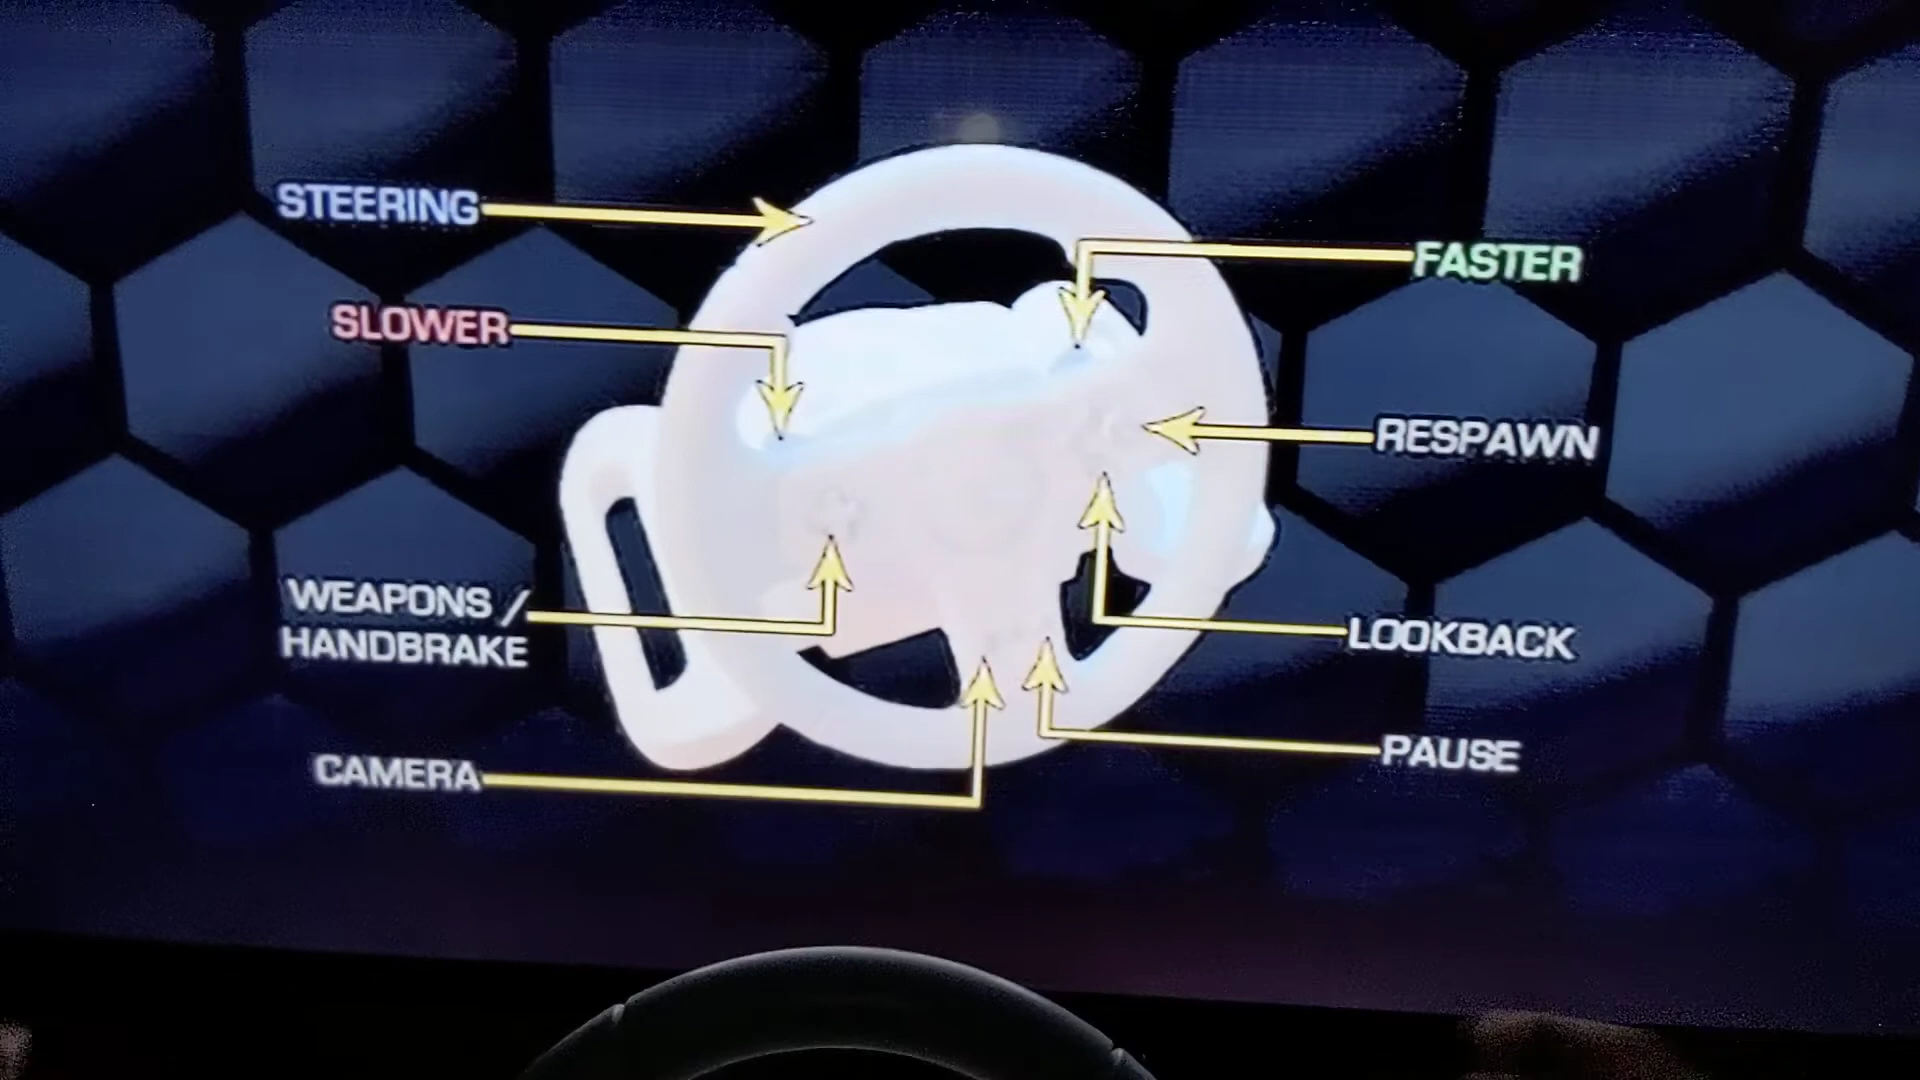 STEERING
FASTER
SLOWER
RESPAWN
WEAPONS /
HANDBRAKE
LOOKBACK
CAMERA
PAUSE